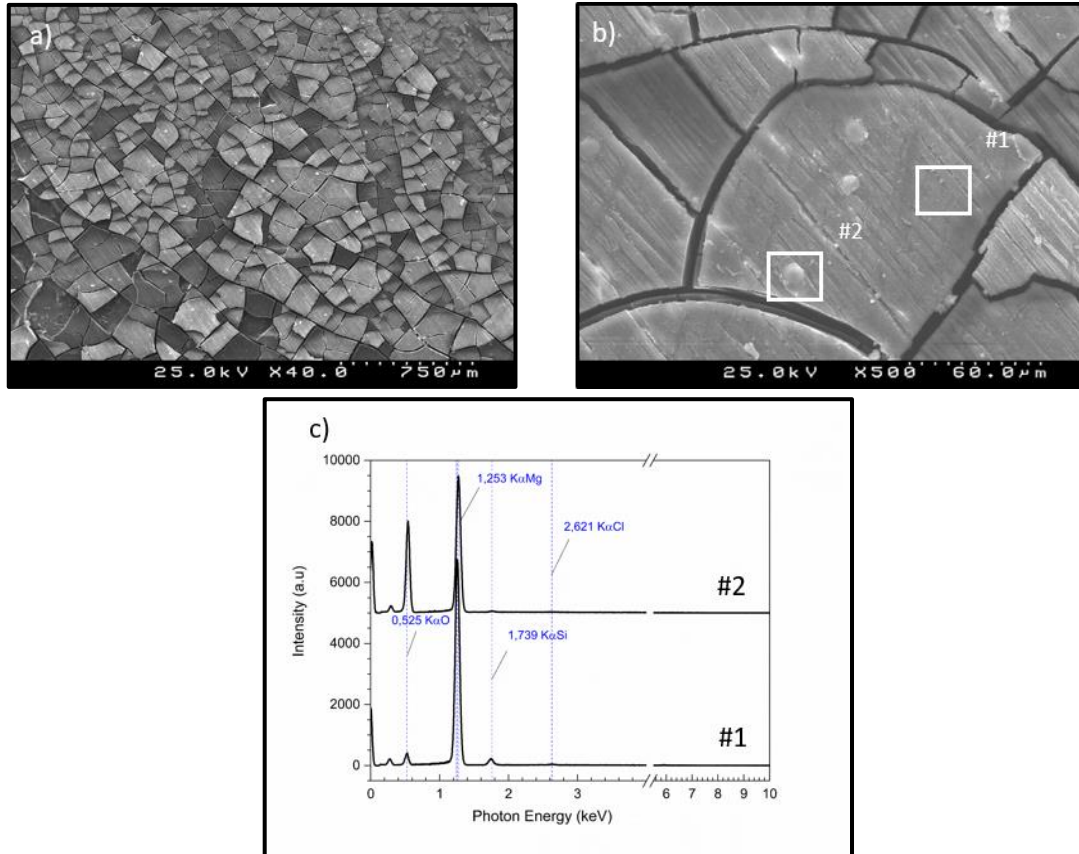 a)
25.0kV X40.0 750µm
b)
#1
#2
25.0kV X500 60.0µm
c)
10000
8000
6000
4000
2000
0
Intensity (a.u)
1,253 KαMg
2,621 KαCl
#2
0,525 KαO
1,739 KαSi
#1
0 1 2 3 6 7 8 9 10
Photon Energy (keV)